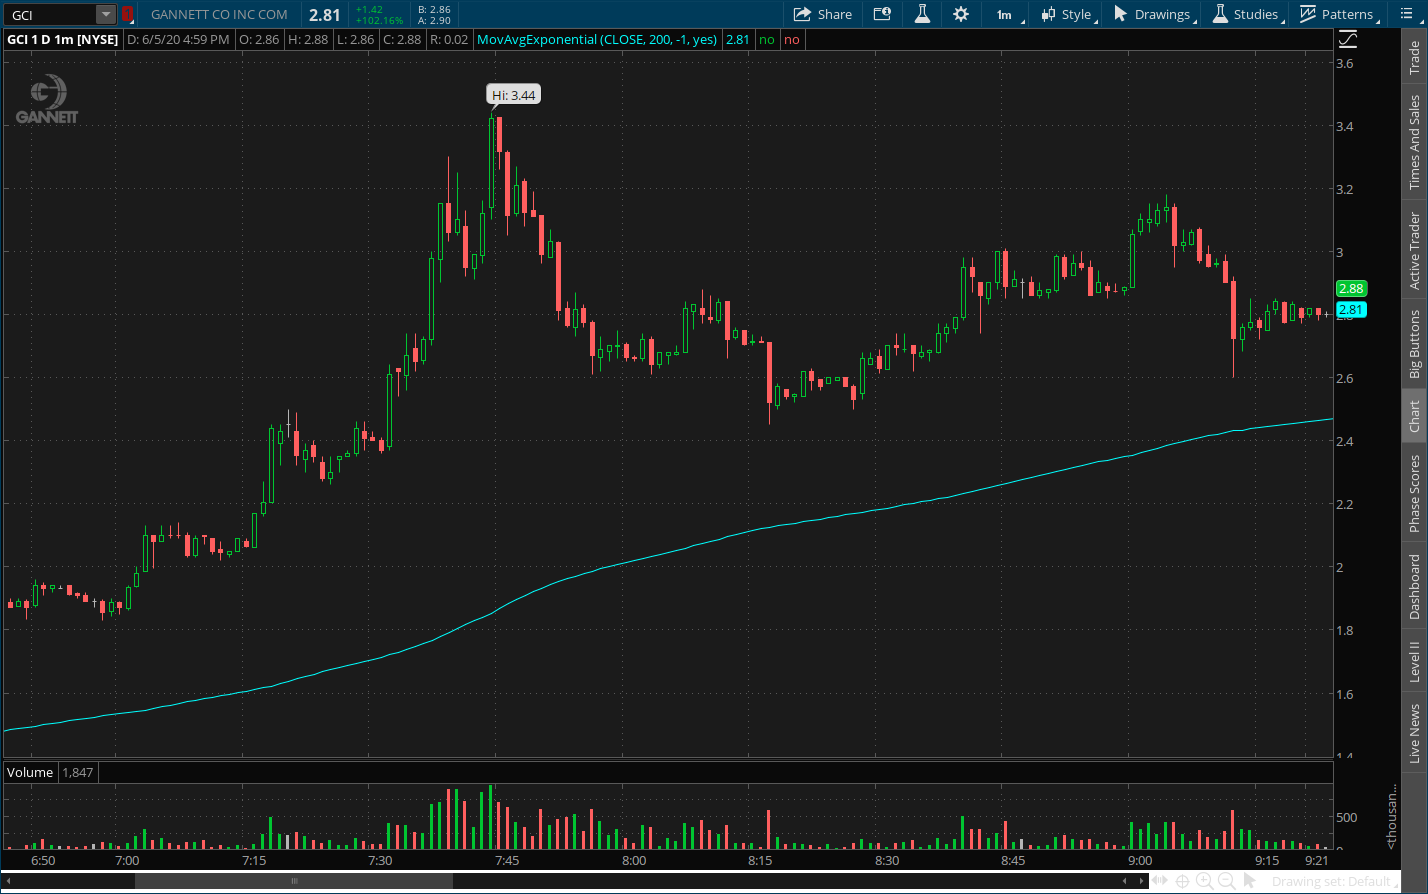 GCI
1
GANNETT CO INC COM
2.81
+1.42
+102.16%
B: 2.86
A: 2.90
Share
1m
Style
Drawings
Studies
Patterns
GCI 1 D 1m [NYSE] D: 6/5/20 4:59 PM O: 2.86 H: 2.88 L: 2.86 C: 2.88 R: 0.02 MovAvgExponential (CLOSE, 200, -1, yes) 2.81 no no
GANNETT
Hi: 3.44
3.6
3.4
3.2
3
2.88
2.81
2.6
2.4
2.2
2
1.8
1.6
1.4
Volume 1,847
500
0
<thousan...
6:50 7:00 7:15 7:30 7:45 8:00 8:15 8:30 8:45 9:00 9:15 9:21
Drawing set: Default
Trade
Times And Sales
Active Trader
Big Buttons
Chart
Phase Scores
Dashboard
Level II
Live News